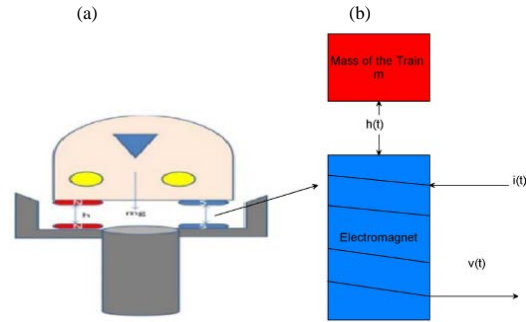 (a)
(b)
Mass of the Train
m
h(t)
i(t)
Electromagnet
v(t)
N
S
h
mg
N
S